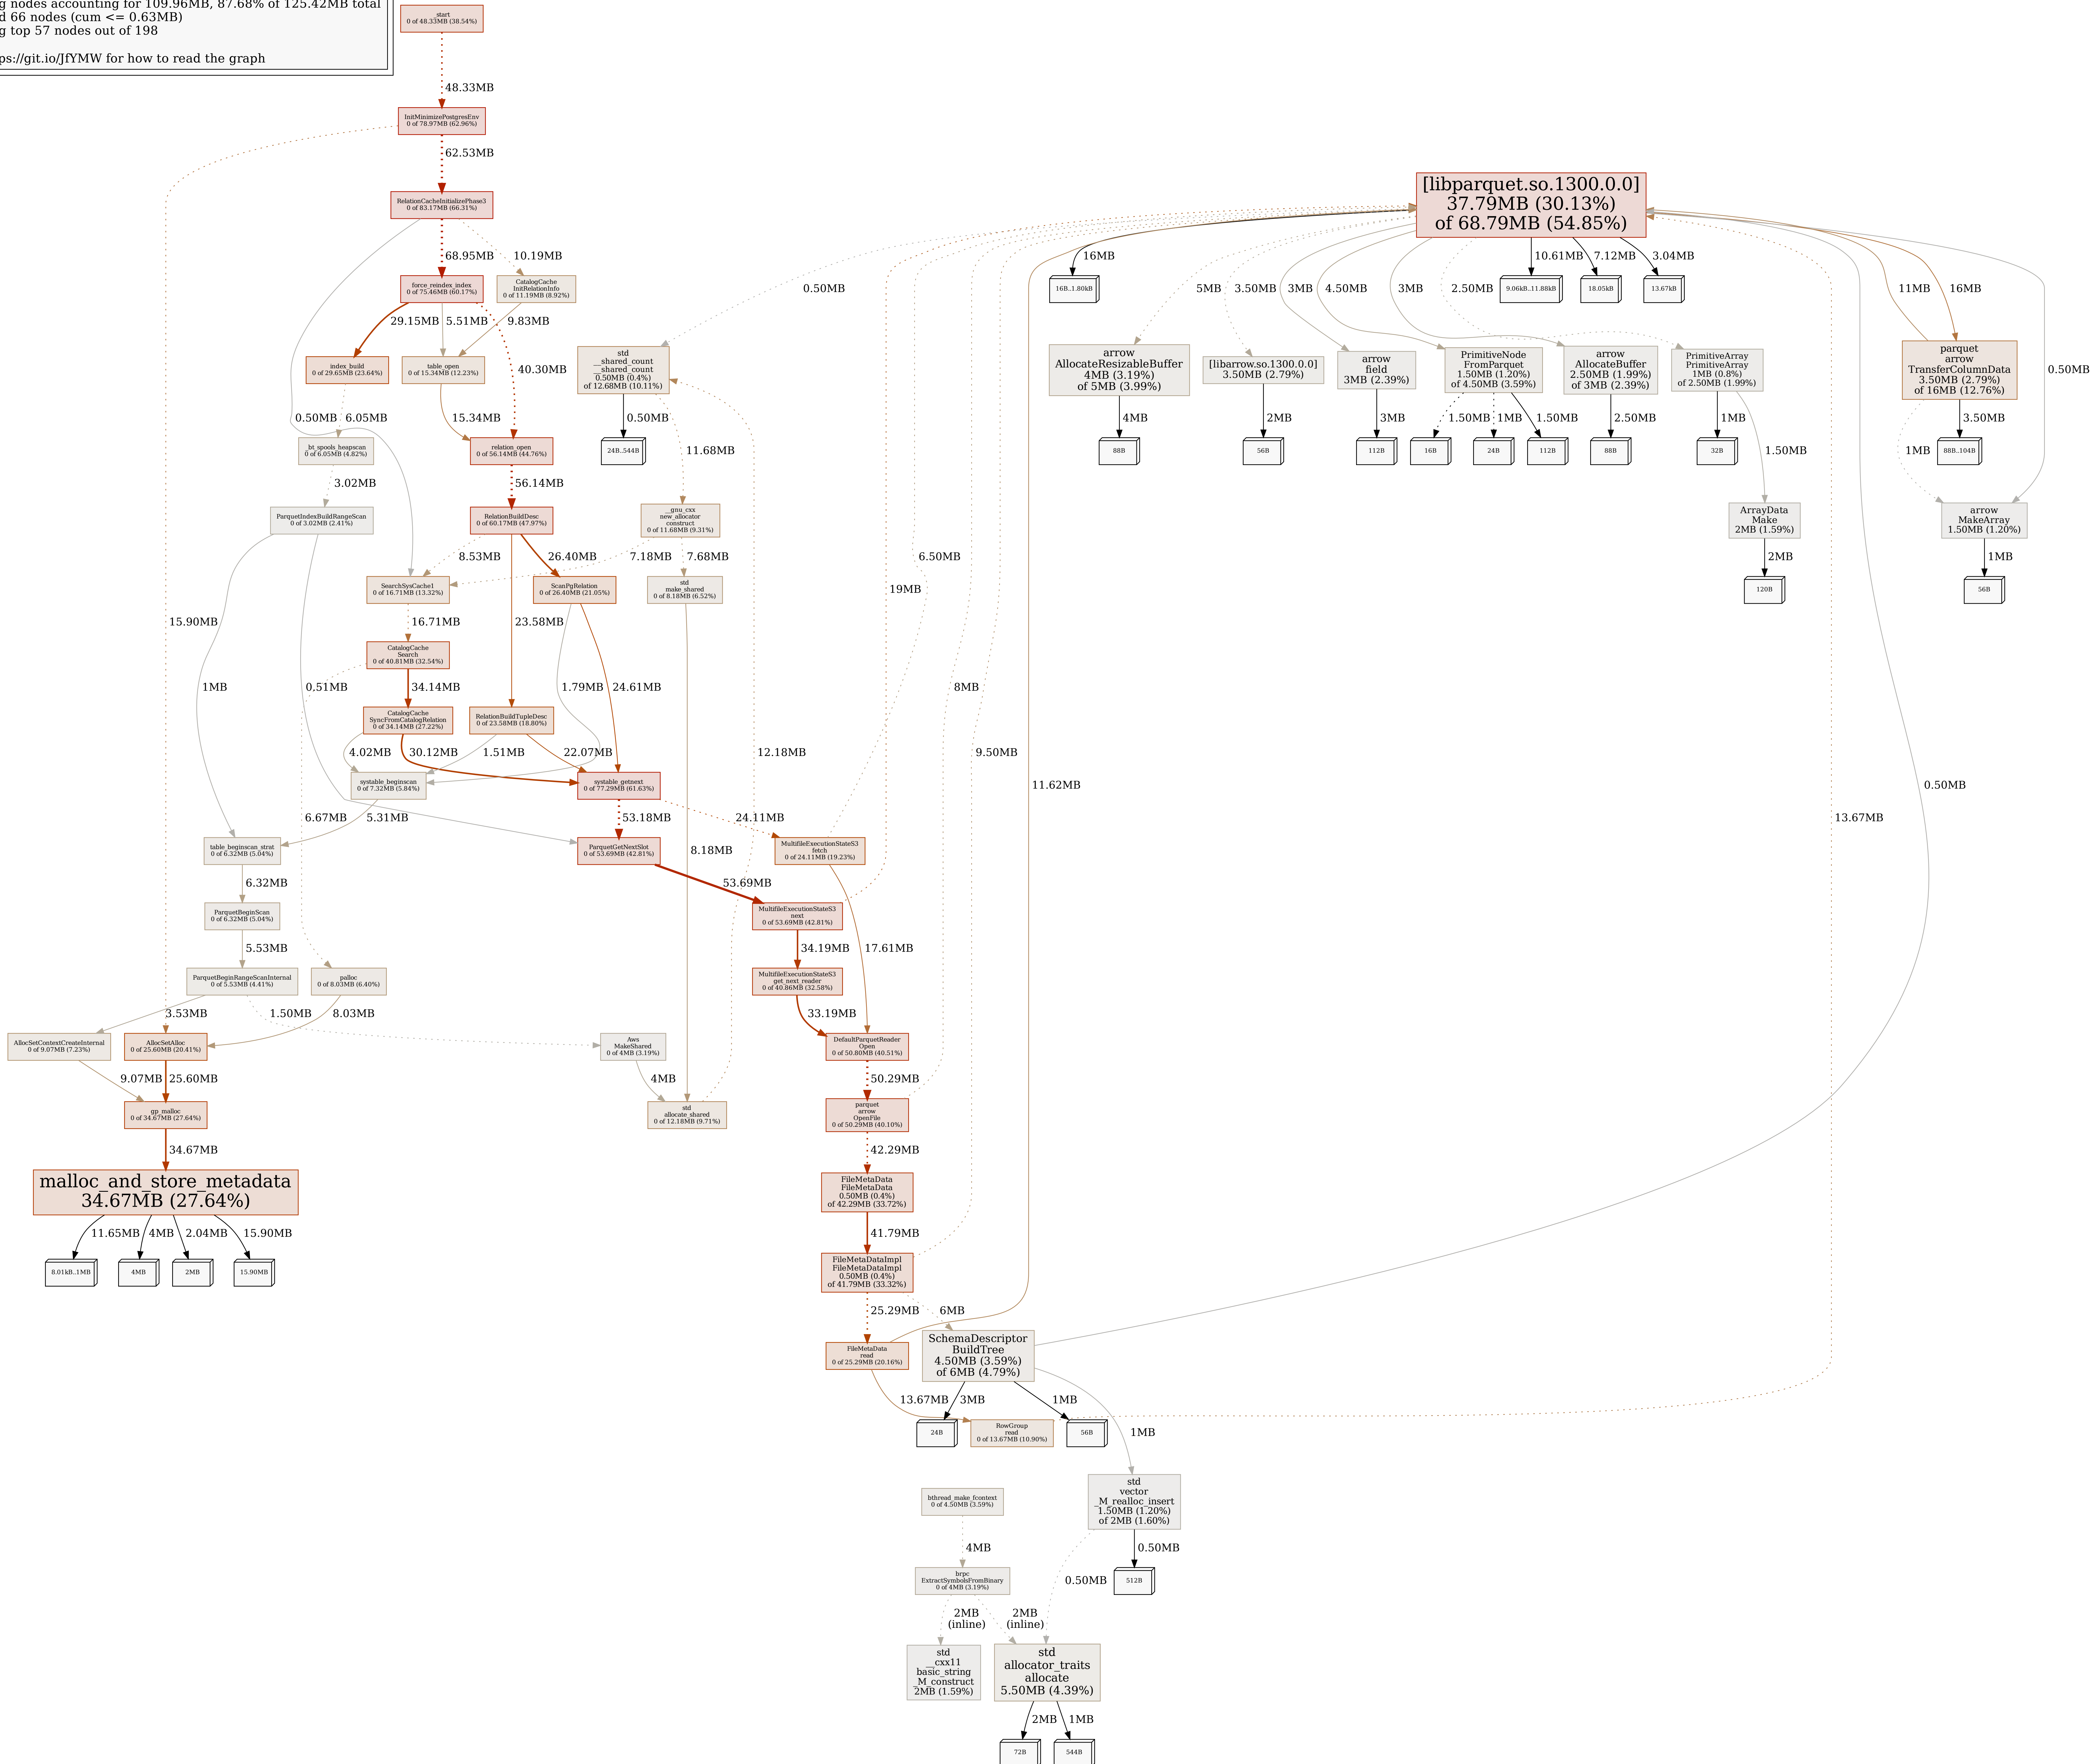 g nodes accounting for 109.96MB, 87.68% of 125.42MB total
d 66 nodes (cum <= 0.63MB)
g top 57 nodes out of 198
ps://git.io/JfYMW for how to read the graph
start
0 of 48.33MB (38.54%)
48.33MB
InitMinimizePostgresEnv
0 of 78.97MB (62.96%)
62.53MB
RelationCacheInitializePhase3
0 of 83.17MB (66.31%)
68.95MB
10.19MB
force_reindex_index
0 of 75.46MB (60.17%)
CatalogCache
InitRelationInfo
0 of 11.19MB (8.92%)
29.15MB
5.51MB
9.83MB
0.50MB
index_build
0 of 29.65MB (23.64%)
table_open
0 of 15.34MB (12.23%)
40.30MB
std
__shared_count
__shared_count
0.50MB (0.4%)
of 12.68MB (10.11%)
0.50MB
6.05MB
15.34MB
0.50MB
bt_spools_heapscan
0 of 6.05MB (4.82%)
relation_open
0 of 56.14MB (44.76%)
24B..544B
11.68MB
3.02MB
56.14MB
ParquetIndexBuildRangeScan
0 of 3.02MB (2.41%)
RelationBuildDesc
0 of 60.17MB (47.97%)
__gnu_cxx
new_allocator
construct
0 of 11.68MB (9.31%)
8.53MB
26.40MB
7.18MB
7.68MB
6.50MB
SearchSysCache1
0 of 16.71MB (13.32%)
ScanPgRelation
0 of 26.40MB (21.05%)
std
make_shared
0 of 8.18MB (6.52%)
19MB
15.90MB
16.71MB
23.58MB
CatalogCache
Search
0 of 40.81MB (32.54%)
1MB
0.51MB
34.14MB
1.79MB
24.61MB
8MB
CatalogCache
SyncFromCatalogRelation
0 of 34.14MB (27.22%)
RelationBuildTupleDesc
0 of 23.58MB (18.80%)
4.02MB
30.12MB
1.51MB
22.07MB
12.18MB
9.50MB
systable_beginscan
0 of 7.32MB (5.84%)
systable_getnext
0 of 77.29MB (61.63%)
11.62MB
6.67MB
5.31MB
53.18MB
24.11MB
table_beginscan_strat
0 of 6.32MB (5.04%)
ParquetGetNextSlot
0 of 53.69MB (42.81%)
8.18MB
MultifileExecutionStateS3
fetch
0 of 24.11MB (19.23%)
6.32MB
53.69MB
ParquetBeginScan
0 of 6.32MB (5.04%)
MultifileExecutionStateS3
next
0 of 53.69MB (42.81%)
5.53MB
34.19MB
17.61MB
ParquetBeginRangeScanInternal
0 of 5.53MB (4.41%)
palloc
0 of 8.03MB (6.40%)
MultifileExecutionStateS3
get_next_reader
0 of 40.86MB (32.58%)
3.53MB
1.50MB
8.03MB
33.19MB
AllocSetContextCreateInternal
0 of 9.07MB (7.23%)
AllocSetAlloc
0 of 25.60MB (20.41%)
Aws
MakeShared
0 of 4MB (3.19%)
DefaultParquetReader
Open
0 of 50.80MB (40.51%)
9.07MB
25.60MB
4MB
50.29MB
gp_malloc
0 of 34.67MB (27.64%)
std
allocate_shared
0 of 12.18MB (9.71%)
parquet
arrow
OpenFile
0 of 50.29MB (40.10%)
34.67MB
42.29MB
malloc_and_store_metadata
34.67MB (27.64%)
FileMetaData
FileMetaData
0.50MB (0.4%)
of 42.29MB (33.72%)
11.65MB
4MB
2.04MB
15.90MB
41.79MB
8.01kB..1MB
4MB
2MB
15.90MB
FileMetaDataImpl
FileMetaDataImpl
0.50MB (0.4%)
of 41.79MB (33.32%)
25.29MB
6MB
FileMetaData
read
0 of 25.29MB (20.16%)
SchemaDescriptor
BuildTree
4.50MB (3.59%)
of 6MB (4.79%)
13.67MB
3MB
1MB
24B
RowGroup
read
0 of 13.67MB (10.90%)
56B
1MB
bthread_make_fcontext
0 of 4.50MB (3.59%)
std
vector
_M_realloc_insert
1.50MB (1.20%)
of 2MB (1.60%)
4MB
0.50MB
brpc
ExtractSymbolsFromBinary
0 of 4MB (3.19%)
0.50MB
512B
2MB
(inline)
2MB
(inline)
std
__cxx11
basic_string
_M_construct
2MB (1.59%)
std
allocator_traits
allocate
5.50MB (4.39%)
2MB
1MB
72B
544B
[libparquet.so.1300.0.0]
37.79MB (30.13%)
of 68.79MB (54.85%)
16MB
10.61MB
7.12MB
3.04MB
16B..1.80kB
5MB
3.50MB
3MB
4.50MB
3MB
2.50MB
9.06kB..11.88kB
18.05kB
13.67kB
11MB
16MB
arrow
AllocateResizableBuffer
4MB (3.19%)
of 5MB (3.99%)
[libarrow.so.1300.0.0]
3.50MB (2.79%)
arrow
field
3MB (2.39%)
PrimitiveNode
FromParquet
1.50MB (1.20%)
of 4.50MB (3.59%)
arrow
AllocateBuffer
2.50MB (1.99%)
of 3MB (2.39%)
PrimitiveArray
PrimitiveArray
1MB (0.8%)
of 2.50MB (1.99%)
parquet
arrow
TransferColumnData
3.50MB (2.79%)
of 16MB (12.76%)
0.50MB
4MB
2MB
3MB
1.50MB
1MB
1.50MB
2.50MB
1MB
3.50MB
88B
56B
112B
16B
24B
112B
88B
32B
1.50MB
1MB
88B..104B
ArrayData
Make
2MB (1.59%)
arrow
MakeArray
1.50MB (1.20%)
2MB
1MB
120B
56B
0.50MB
13.67MB